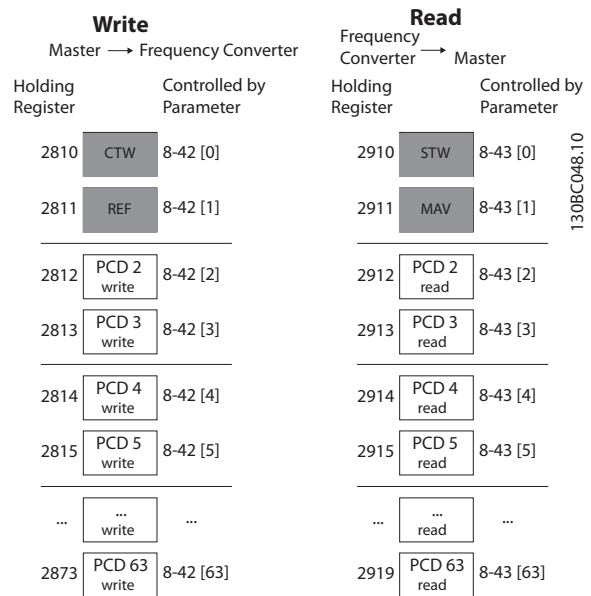 Write
Master → Frequency Converter
Holding Register Controlled by Parameter
2810 CTW 8-42 [0]
2811 REF 8-42 [1]
2812 PCD 2 write 8-42 [2]
2813 PCD 3 write 8-42 [3]
2814 PCD 4 write 8-42 [4]
2815 PCD 5 write 8-42 [5]
... ... write ...
2873 PCD 63 write 8-42 [63]
Read
Frequency Converter → Master
Holding Register Controlled by Parameter
2910 STW 8-43 [0]
2911 MAV 8-43 [1]
2912 PCD 2 read 8-43 [2]
2913 PCD 3 read 8-43 [3]
2914 PCD 4 read 8-43 [4]
2915 PCD 5 read 8-43 [5]
... ... read ...
2919 PCD 63 read 8-43 [63]
130BC048.10